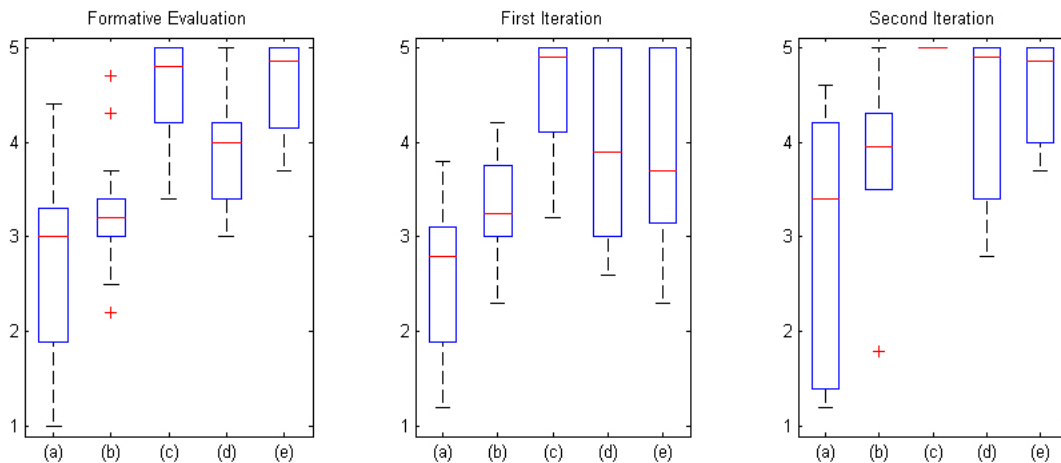 Formative Evaluation
First Iteration
Second Iteration
5
4
3
2
1
(a) (b) (c) (d) (e)
5
4
3
2
1
(a) (b) (c) (d) (e)
5
4
3
2
1
(a) (b) (c) (d) (e)